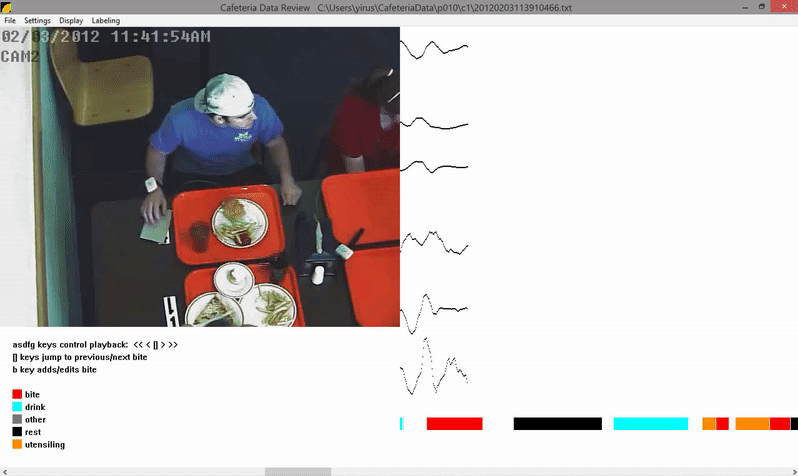 Cafeteria Data Review C:\Users\yirus\CafeteriaData\p010\c1\20120203113910466.txt
File Settings Display Labeling
02/03/2012 11:41:54AM
CAM2
asdfg keys control playback: << < [] > >>
[] keys jump to previous/next bite
b key adds/edits bite
bite
drink
other
rest
utensiling